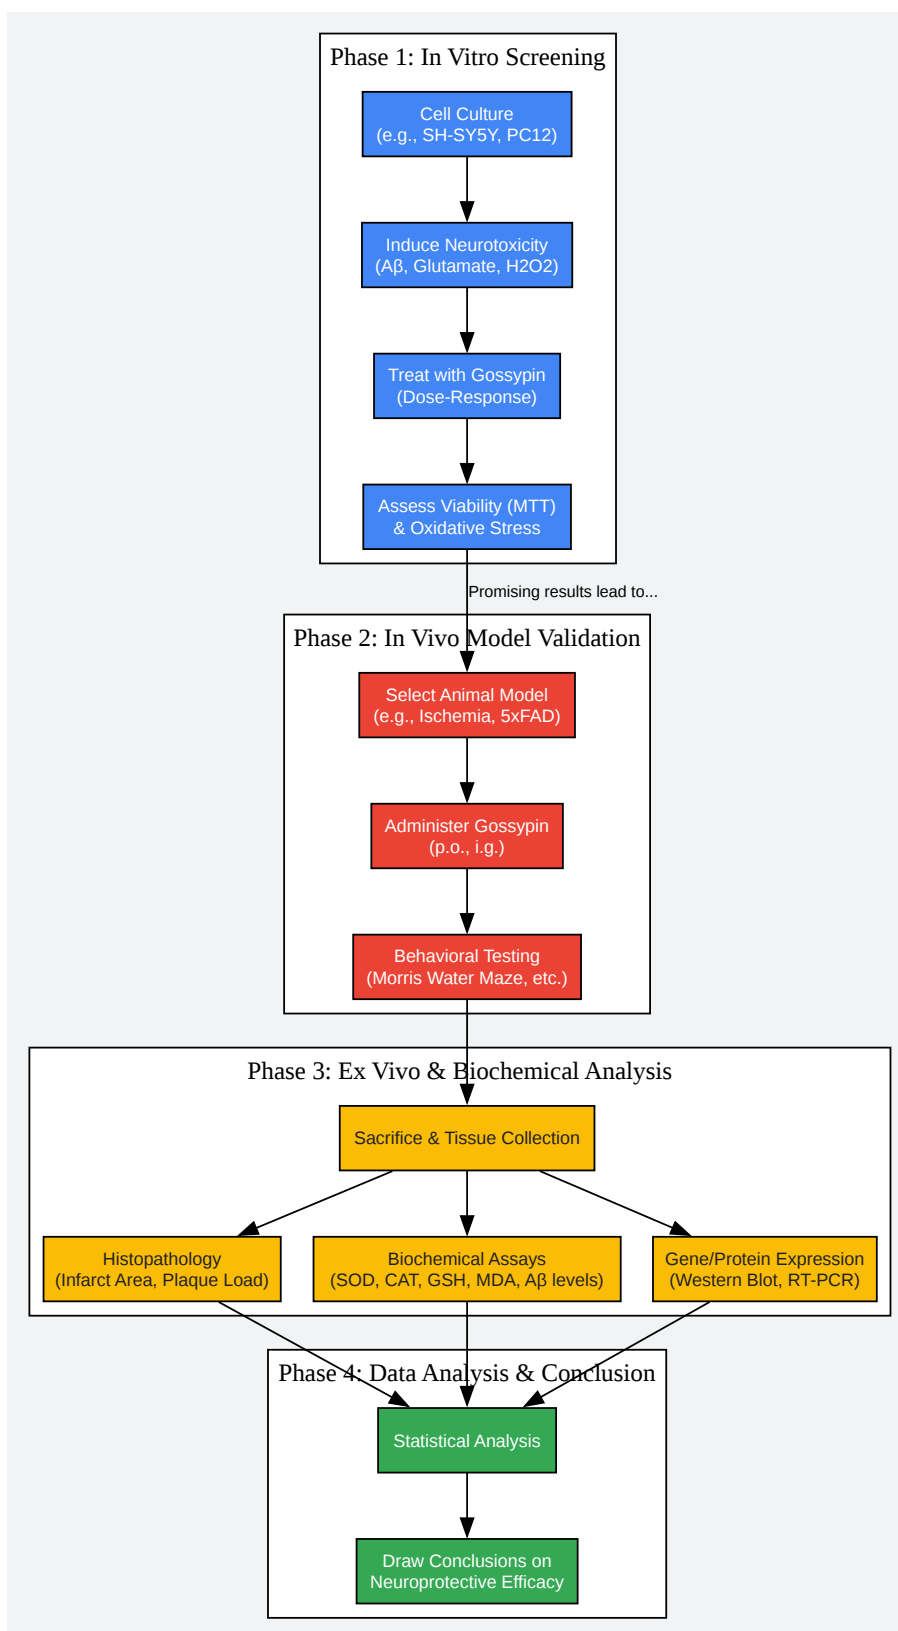 Phase 1: In Vitro Screening
Cell Culture
(e.g., SH-SY5Y, PC12)
Induce Neurotoxicity
(Aβ, Glutamate, H2O2)
Treat with Gossypin
(Dose-Response)
Assess Viability (MTT)
& Oxidative Stress
Promising results lead to...
Phase 2: In Vivo Model Validation
Select Animal Model
(e.g., Ischemia, 5xFAD)
Administer Gossypin
(p.o., i.g.)
Behavioral Testing
(Morris Water Maze, etc.)
Phase 3: Ex Vivo & Biochemical Analysis
Sacrifice & Tissue Collection
Histopathology
(Infarct Area, Plaque Load)
Biochemical Assays
(SOD, CAT, GSH, MDA, Aβ levels)
Gene/Protein Expression
(Western Blot, RT-PCR)
Phase 4: Data Analysis & Conclusion
Statistical Analysis
Draw Conclusions on
Neuroprotective Efficacy